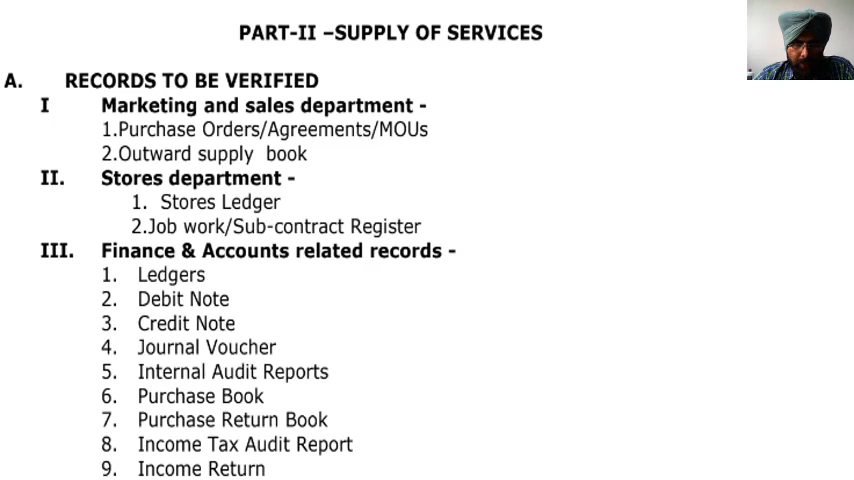 PART-II –SUPPLY OF SERVICES
A. RECORDS TO BE VERIFIED
I Marketing and sales department -
1.Purchase Orders/Agreements/MOUs
2.Outward supply book
II. Stores department -
1. Stores Ledger
2.Job work/Sub-contract Register
III. Finance & Accounts related records -
1. Ledgers
2. Debit Note
3. Credit Note
4. Journal Voucher
5. Internal Audit Reports
6. Purchase Book
7. Purchase Return Book
8. Income Tax Audit Report
9. Income Return